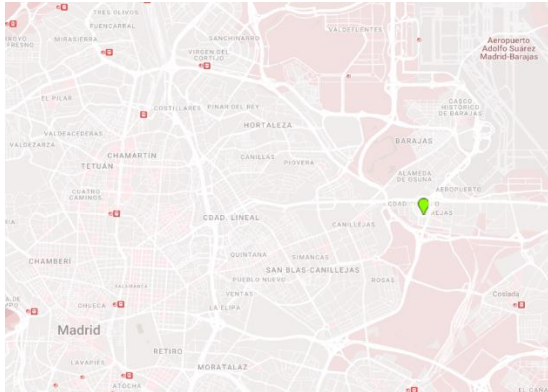 TRES OLIVOS
FUENCARRAL
SANCHINARRO
VALDEFUENTES
MIRASIERRA
VIRGEN DEL
CORTIJO
Aeropuerto
Adolfo Suárez
Madrid-Barajas
EL PILAR
COSTILLARES
PINAR DEL REY
CASCO
HISTÓRICO
DE BARAJAS
HORTALEZA
VALDEACEDERAS
VALDEZARZA
BARAJAS
CHAMARTÍN
CANILLAS
PIOVERA
TETUÁN
ALAMEDA
DE OSUNA
AEROPUERTO
CUATRO
CAMINOS
CDAD. LINEAL
CANILLEJAS
CHAMBERÍ
QUINTANA
SIMANCAS
SAN BLAS-CANILLEJAS
PUEBLO NUEVO
ROSAS
SALAMANCA
VENTAS
CHUECA
LA ELIPA
Coslada
Madrid
RETIRO
LAVAPIÉS
MORATALAZ
ATOCHA